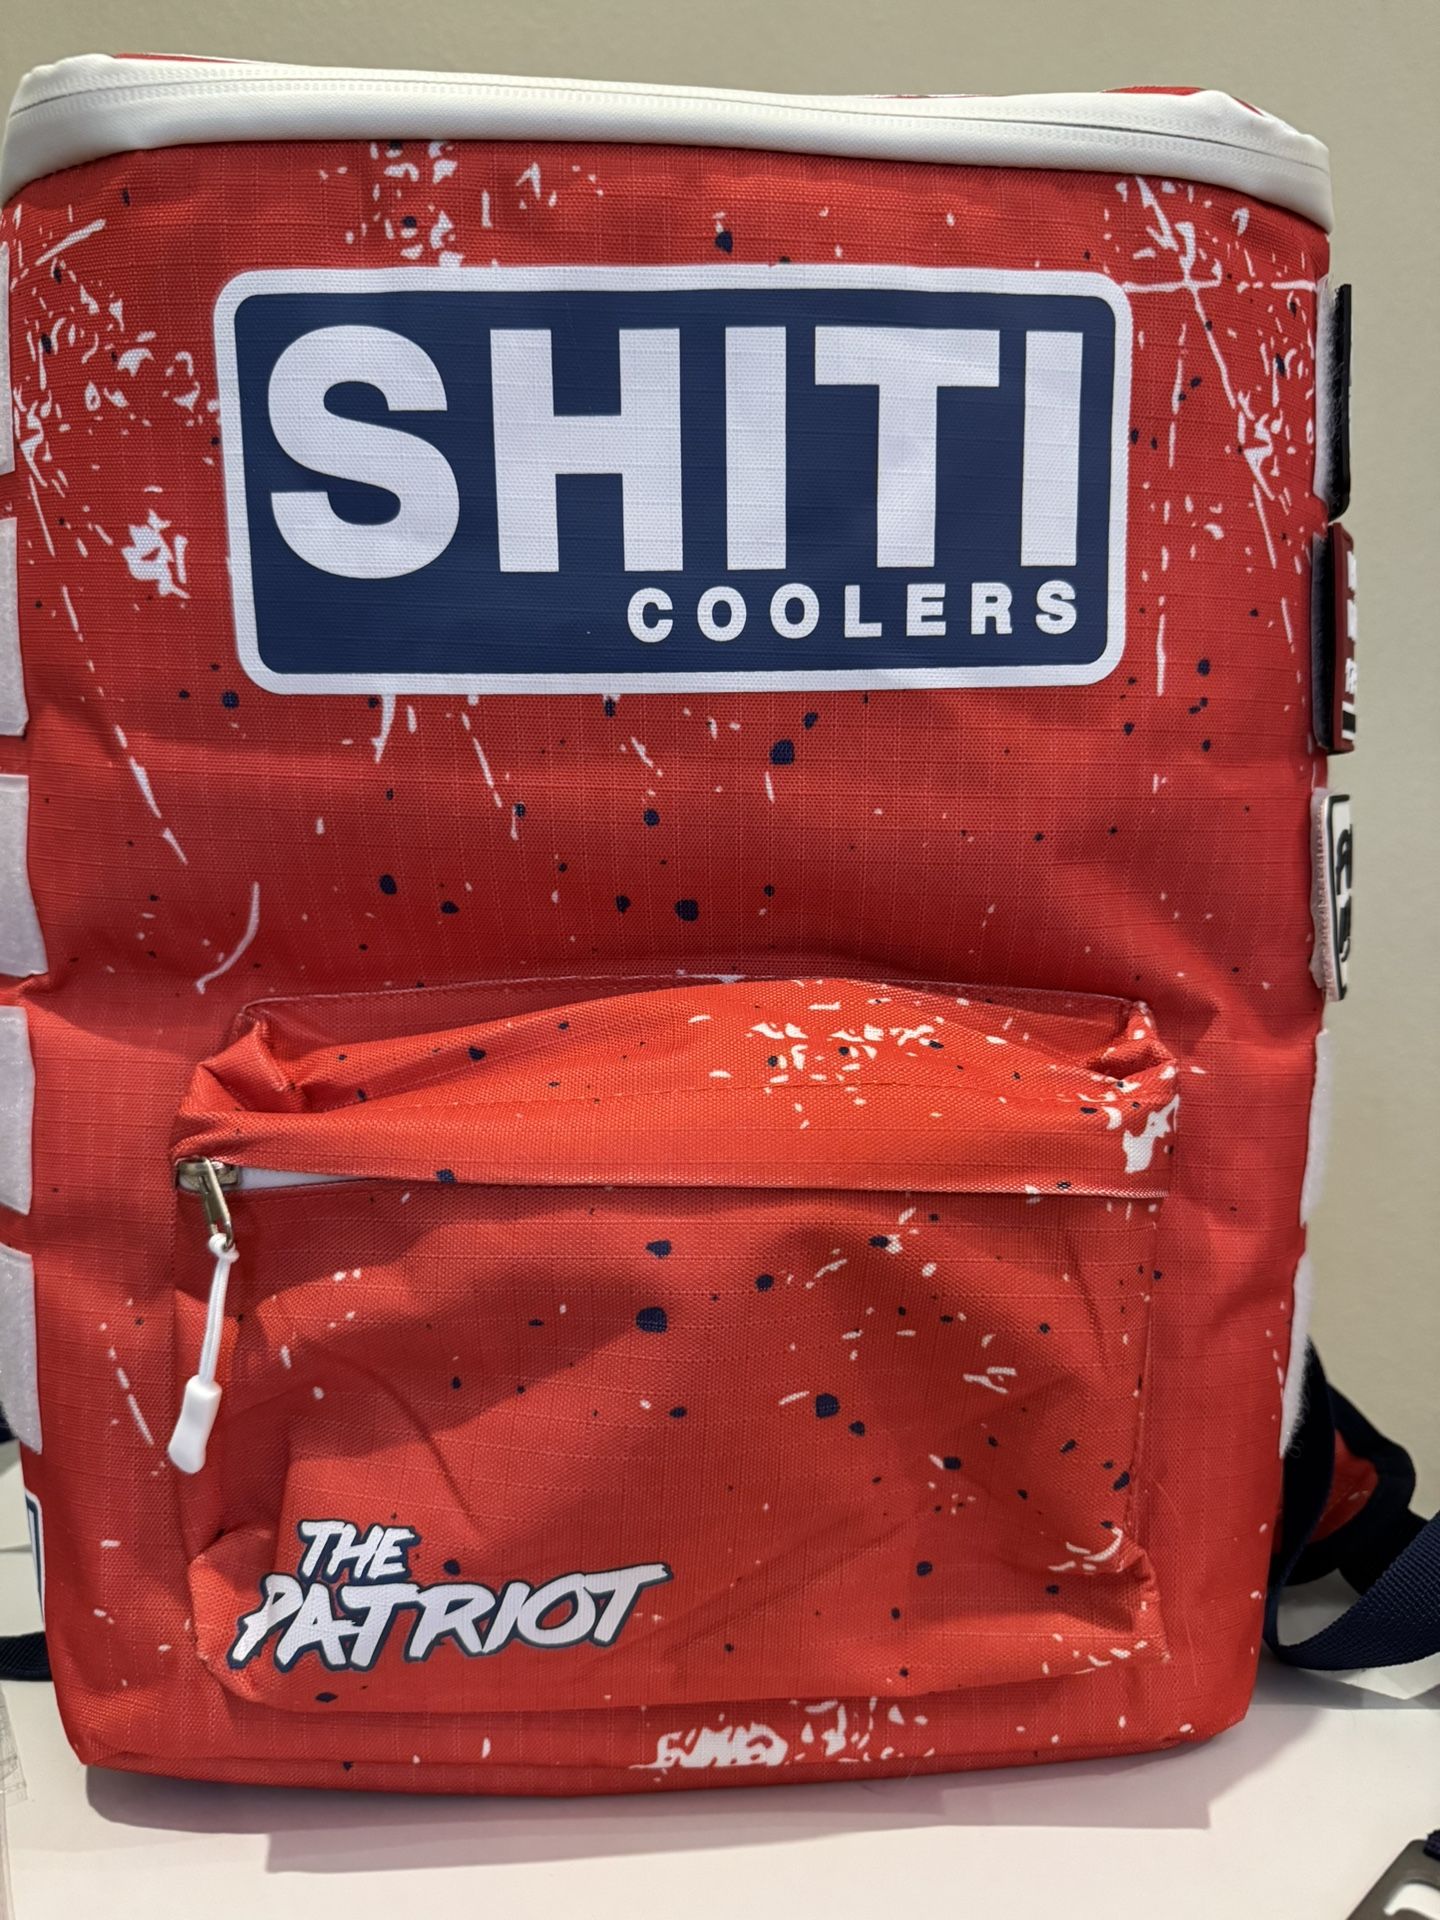 SHITI
COOLERS
THE
PATRIOT